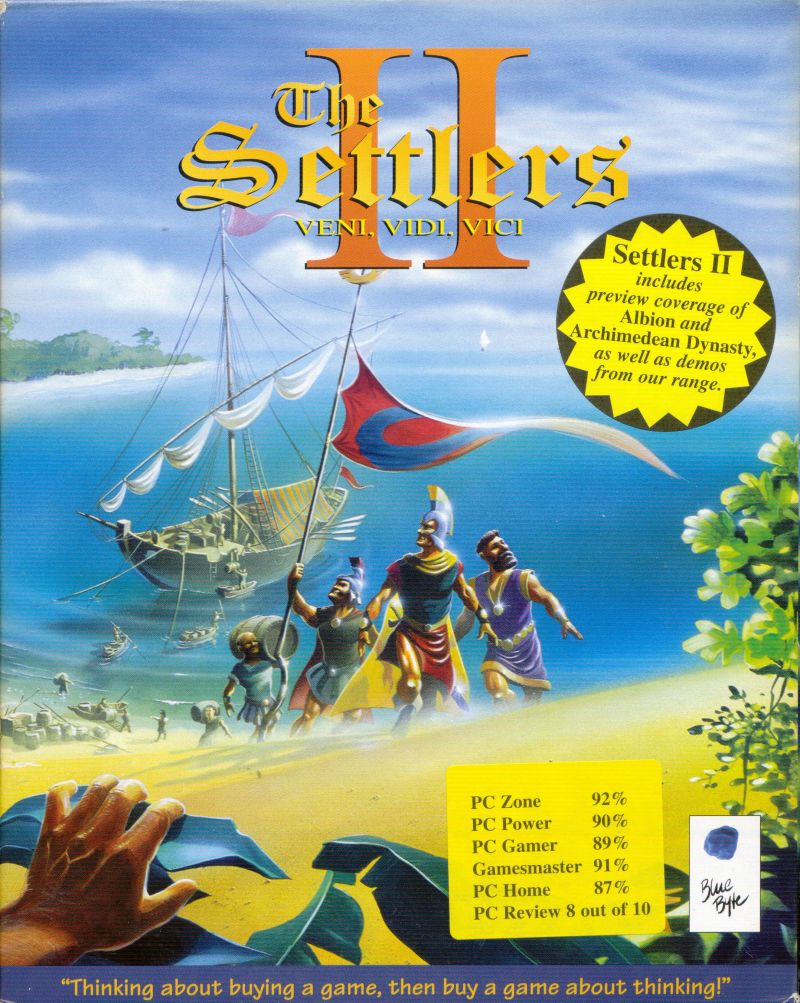 The
Settlers
II
VENI, VIDI, VICI
Settlers II
includes
preview coverage of
Albion and
Archimedean Dynasty,
as well as demos
from our range.
PC Zone 92%
PC Power 90%
PC Gamer 89%
Gamesmaster 91%
PC Home 87%
PC Review 8 out of 10
Blue
Byte
"Thinking about buying a game, then buy a game about thinking!"